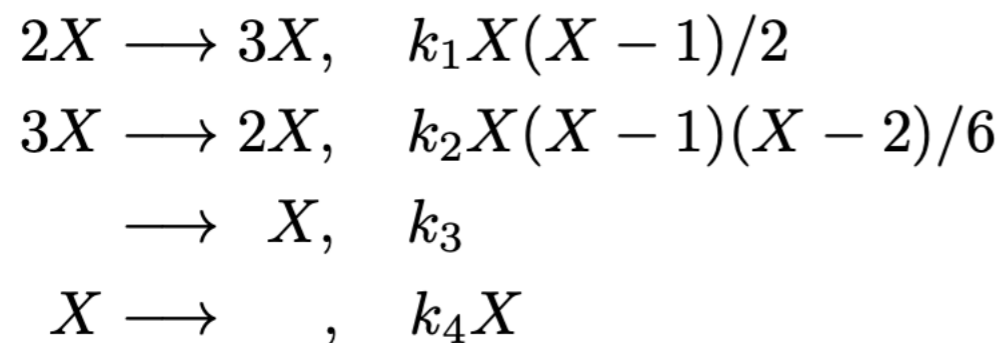 2X ⟶ 3X, k₁X(X − 1)/2
3X ⟶ 2X, k₂X(X − 1)(X − 2)/6
⟶ X, k₃
X ⟶ , k₄X